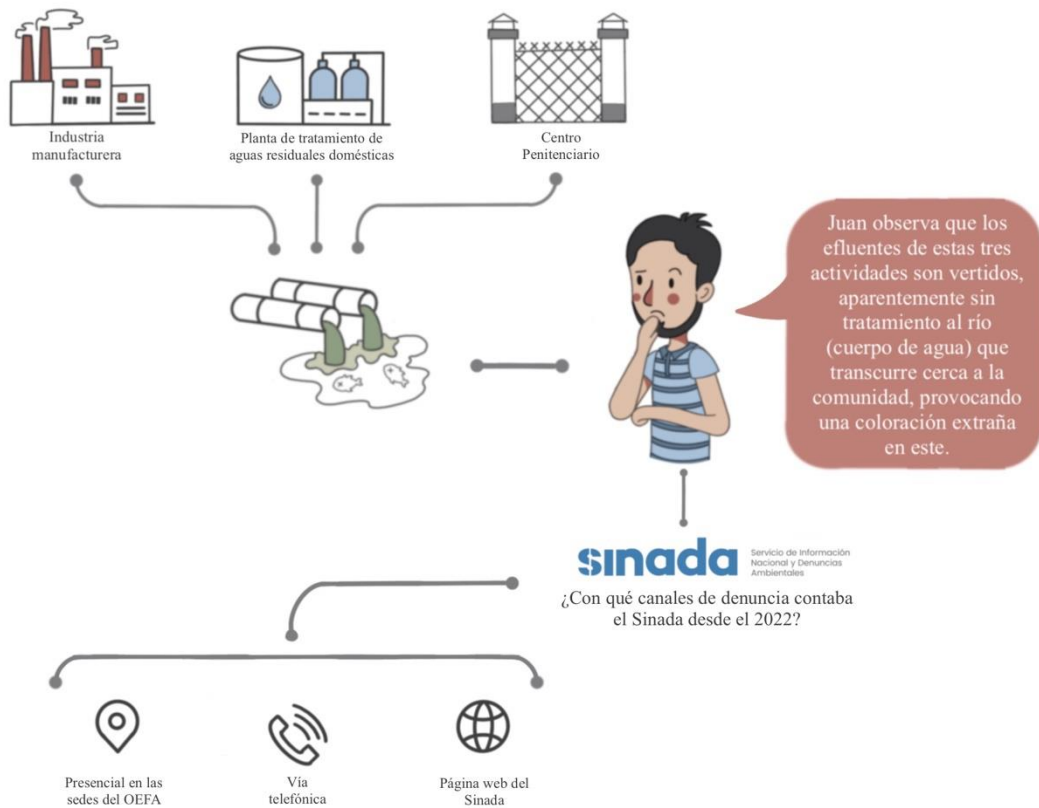 Industria
manufacturera
Planta de tratamiento de
aguas residuales domésticas
Centro
Penitenciario
Juan observa que los
efluentes de estas tres
actividades son vertidos,
aparentemente sin
tratamiento al río
(cuerpo de agua) que
transcurre cerca a la
comunidad, provocando
una coloración extraña
en este.
sınada
Servicio de Información
Nacional y Denuncias
Ambientales
¿Con qué canales de denuncia contaba
el Sinada desde el 2022?
Presencial en las
sedes del OEFA
Vía
telefónica
Página web del
Sinada